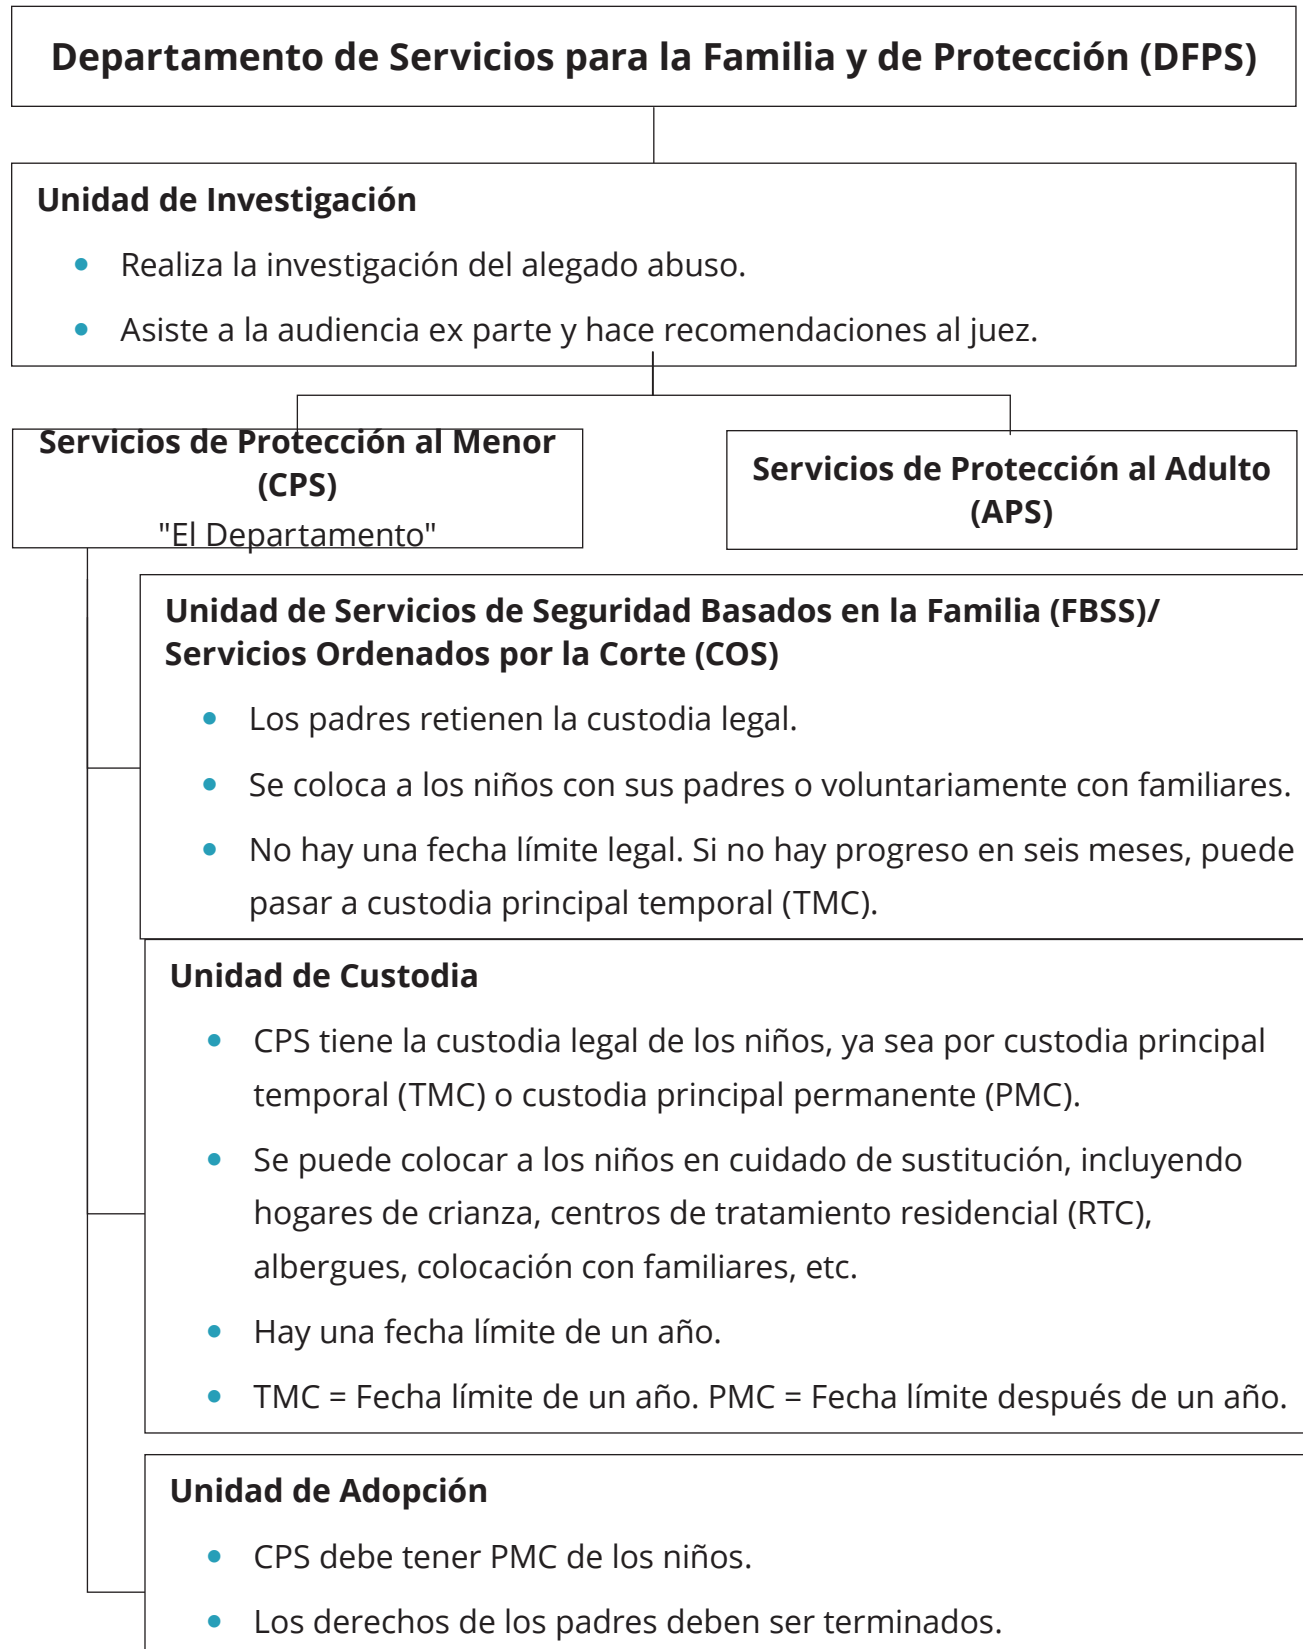 Departamento de Servicios para la Familia y de Protección (DFPS)
Unidad de Investigación
• Realiza la investigación del alegado abuso.
• Asiste a la audiencia ex parte y hace recomendaciones al juez.
Servicios de Protección al Menor
(CPS)
"El Departamento"
Servicios de Protección al Adulto
(APS)
Unidad de Servicios de Seguridad Basados en la Familia (FBSS)/
Servicios Ordenados por la Corte (COS)
• Los padres retienen la custodia legal.
• Se coloca a los niños con sus padres o voluntariamente con familiares.
• No hay una fecha límite legal. Si no hay progreso en seis meses, puede
pasar a custodia principal temporal (TMC).
Unidad de Custodia
• CPS tiene la custodia legal de los niños, ya sea por custodia principal
temporal (TMC) o custodia principal permanente (PMC).
• Se puede colocar a los niños en cuidado de sustitución, incluyendo
hogares de crianza, centros de tratamiento residencial (RTC),
albergues, colocación con familiares, etc.
• Hay una fecha límite de un año.
• TMC = Fecha límite de un año. PMC = Fecha límite después de un año.
Unidad de Adopción
• CPS debe tener PMC de los niños.
• Los derechos de los padres deben ser terminados.